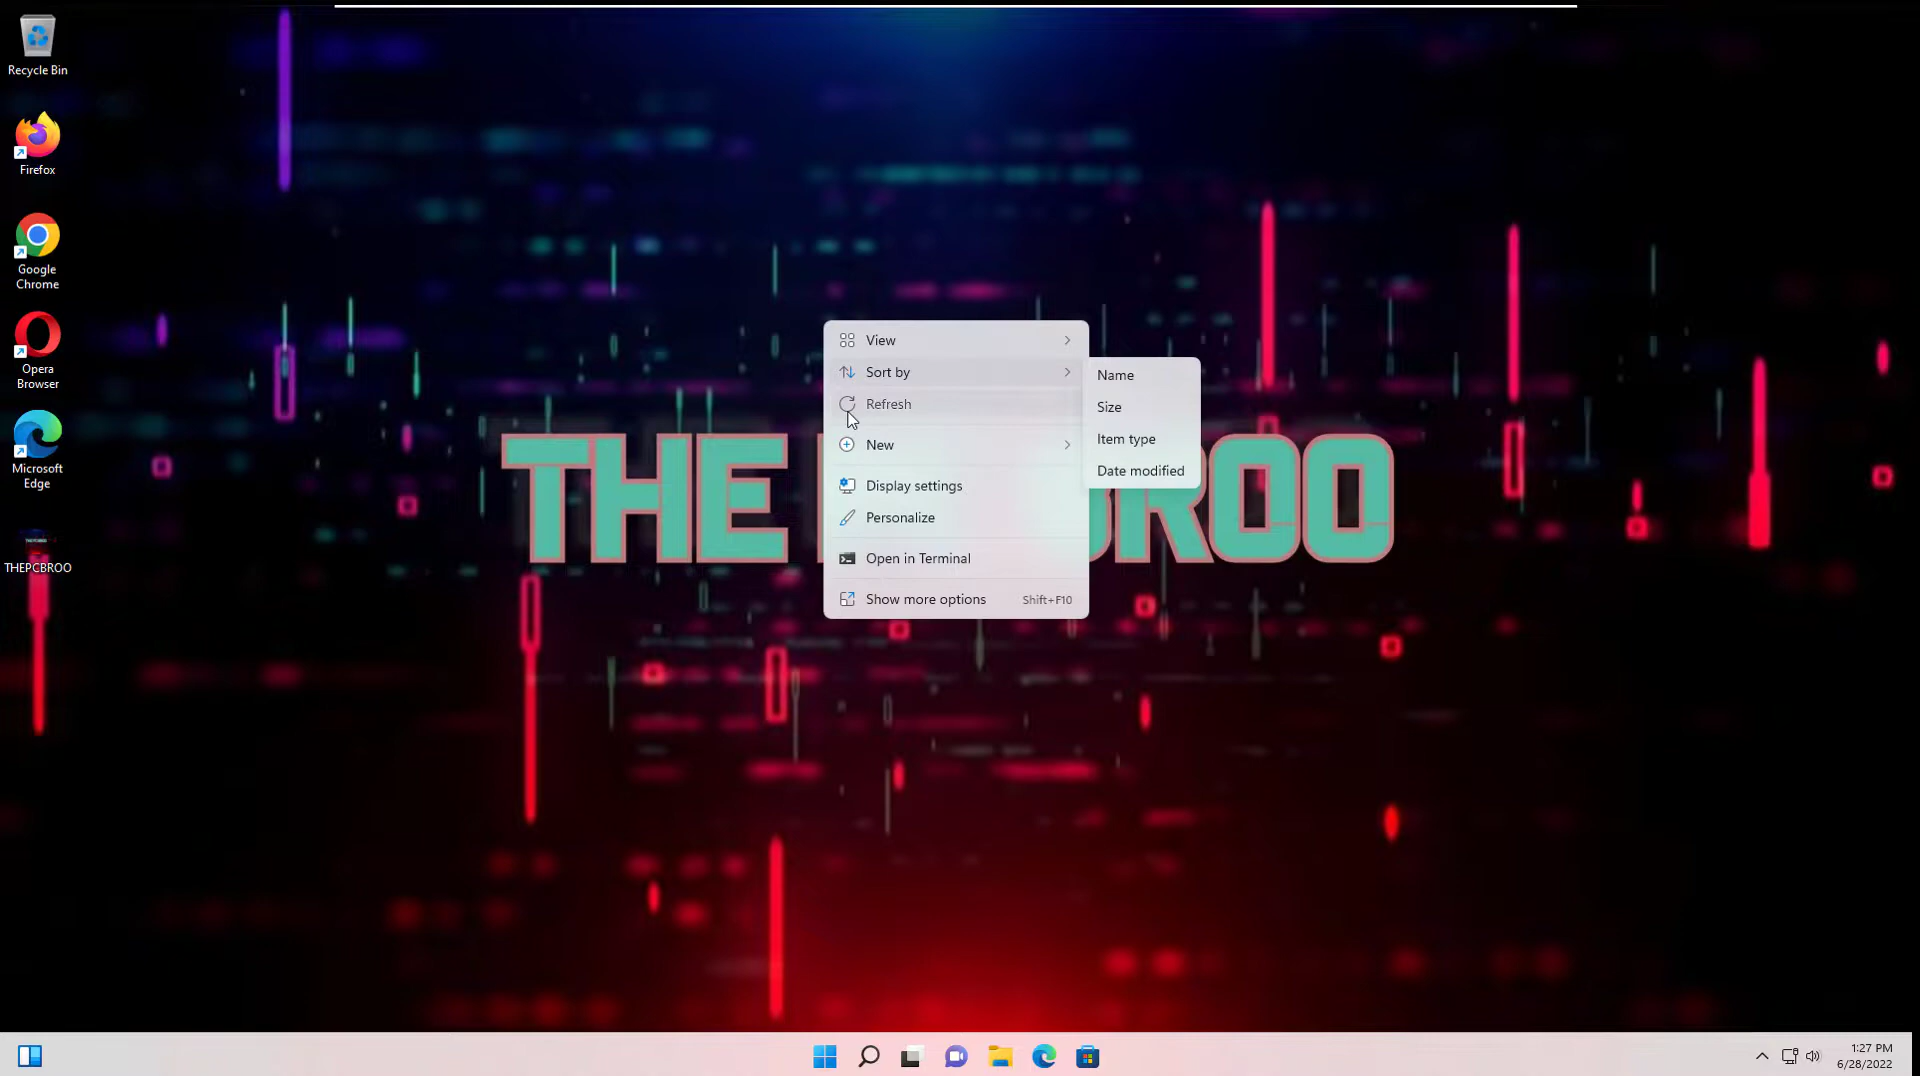 Recycle Bin
Firefox
Google
Chrome
Opera
Browser
Microsoft
Edge
THEPCBROO
View
Sort by
Refresh
New
Display settings
Personalize
Open in Terminal
Show more options Shift+F10
Name
Size
Item type
Date modified
THE
ROO
1:27 PM
6/28/2022